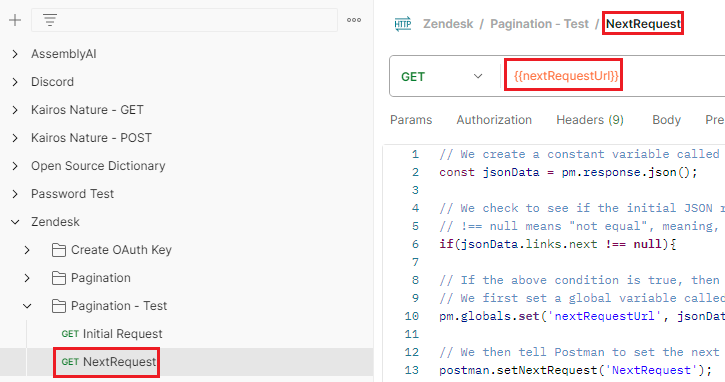 AssemblyAI
Discord
Kairos Nature - GET
Kairos Nature - POST
Open Source Dictionary
Password Test
Zendesk
Create OAuth Key
Pagination
Pagination - Test
GET Initial Request
GET NextRequest
HTTP Zendesk / Pagination - Test / NextRequest
GET {{nextRequestUrl}}
Params Authorization Headers (9) Body Pre
1 // We create a constant variable called
2 const jsonData = pm.response.json();
3
4 // We check to see if the initial JSON r
5 // !== null means "not equal", meaning,
6 if(jsonData.links.next !== null){
7
8 // If the above condition is true, then
9 // We first set a global variable called
10 pm.globals.set('nextRequestUrl', jsonDat
11
12 // We then tell Postman to set the next
13 postman.setNextRequest('NextRequest');